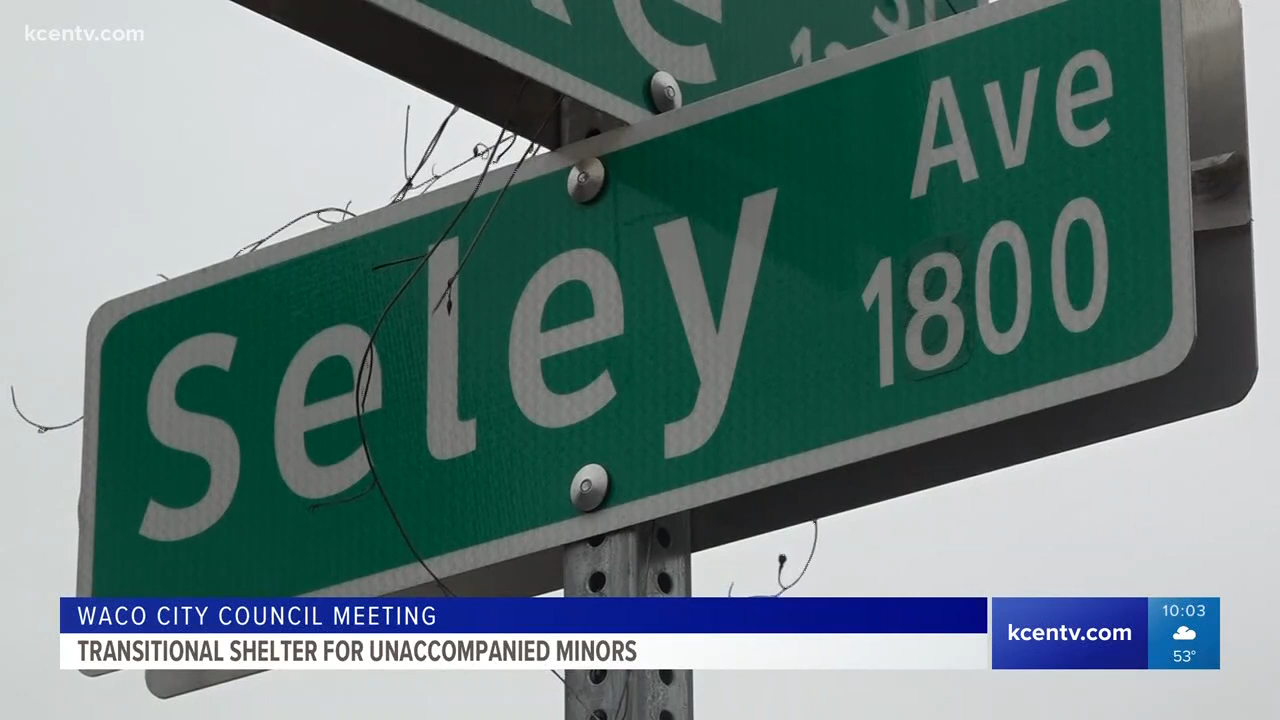 kcentv.com
Ave
Seley 1800
WACO CITY COUNCIL MEETING
TRANSITIONAL SHELTER FOR UNACCOMPANIED MINORS
kcentv.com
10:03
53°